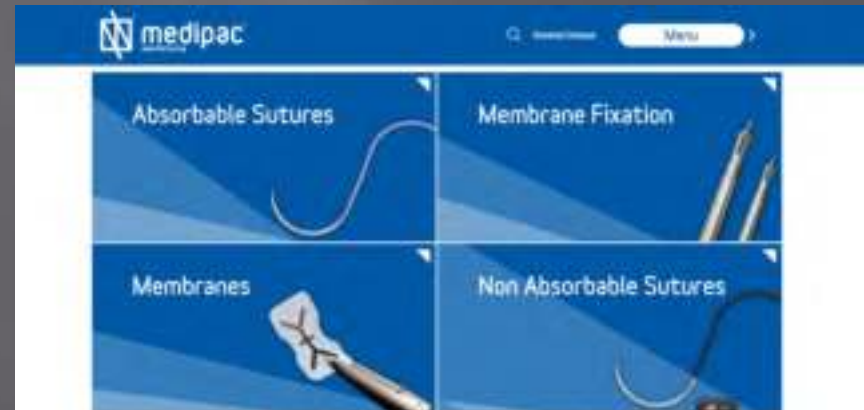 medipac
Menu
Absorbable Sutures
Membrane Fixation
Membranes
Non Absorbable Sutures